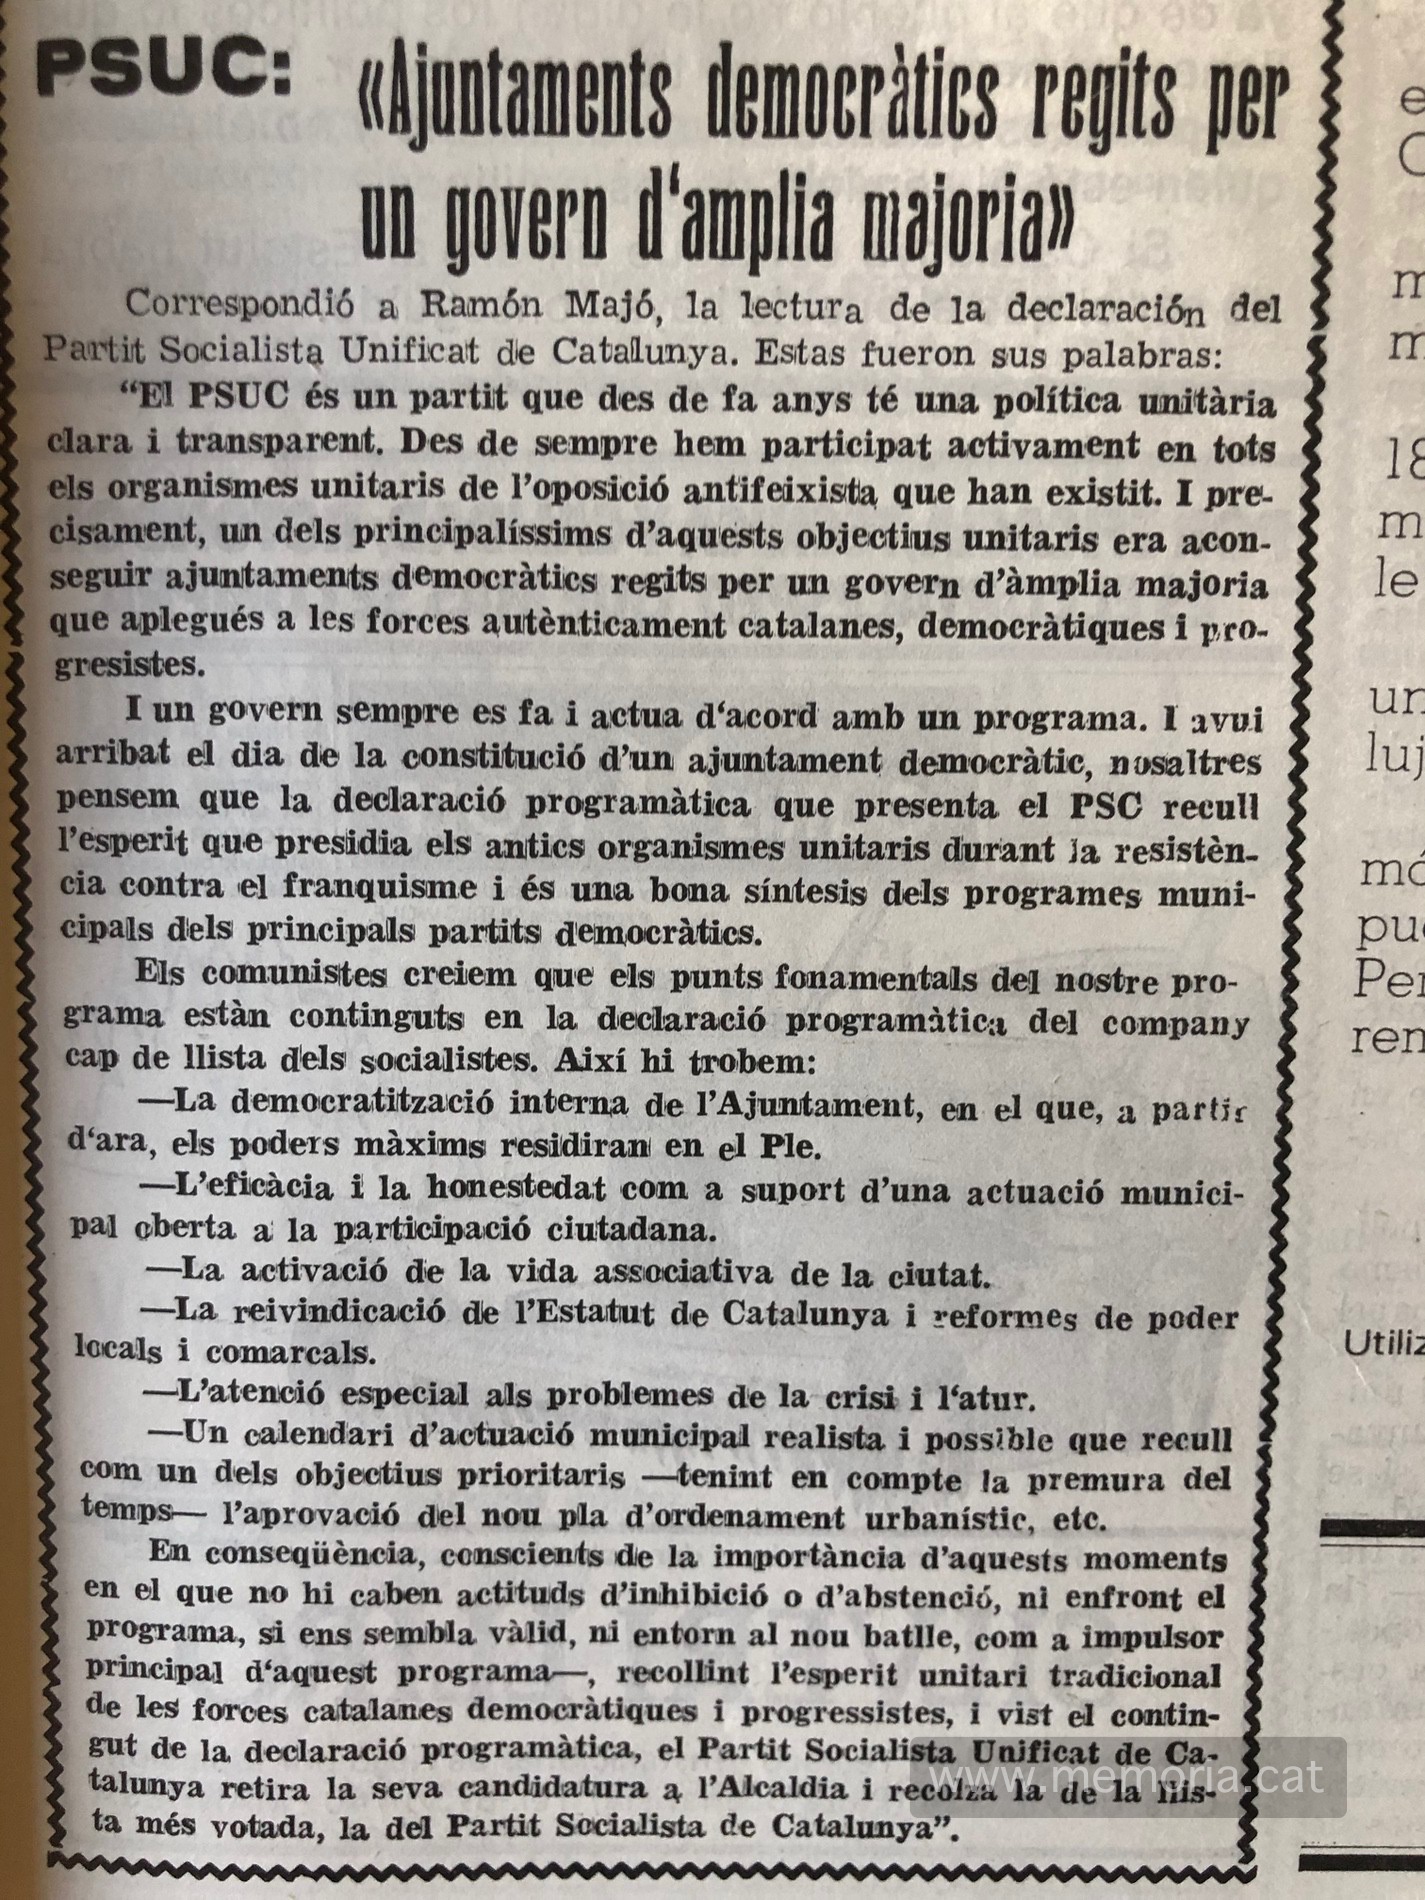 PSUC: «Ajuntaments democràtics regits per
un govern d'amplia majoria»
Correspondió a Ramón Majó, la lectura de la declaración del
Partit Socialista Unificat de Catalunya. Estas fueron sus palabras:
“El PSUC és un partit que des de fa anys té una política unitària
clara i transparent. Des de sempre hem participat activament en tots
els organismes unitaris de l'oposició antifeixista que han existit. I pre-
cisament, un dels principalíssims d'aquests objectius unitaris era acon-
seguir ajuntaments democràtics regits per un govern d'àmplia majoria
que aplegués a les forces autènticament catalanes, democràtiques i pro-
gresistes.
I un govern sempre es fa i actua d'acord amb un programa. I avui
arribat el dia de la constitució d'un ajuntament democràtic, nosaltres
pensem que la declaració programàtica que presenta el PSC recull
l'esperit que presidia els antics organismes unitaris durant la resistèn-
cia contra el franquisme i és una bona síntesis dels programes muni-
cipals dels principals partits democràtics.
Els comunistes creiem que els punts fonamentals del nostre pro-
grama estàn continguts en la declaració programàtica del company
cap de llista dels socialistes. Així hi trobem:
—La democratització interna de l'Ajuntament, en el que, a partir
d'ara, els poders màxims residiran en el Ple.
—L'eficàcia i la honestedat com a suport d'una actuació munici-
pal oberta a la participació ciutadana.
—La activació de la vida associativa de la ciutat.
—La reivindicació de l'Estatut de Catalunya i reformes de poder
locals i comarcals.
—L'atenció especial als problemes de la crisi i l'atur.
—Un calendari d'actuació municipal realista i possible que recull
com un dels objectius prioritaris —tenint en compte la premura del
temps— l'aprovació del nou pla d'ordenament urbanístic, etc.
En conseqüència, conscients de la importància d'aquests moments
en el que no hi caben actituds d'inhibició o d'abstenció, ni enfront el
programa, si ens sembla vàlid, ni entorn al nou batlle, com a impulsor
principal d'aquest programa—, recollint l'esperit unitari tradicional
de les forces catalanes democràtiques i progressistes, i vist el contin-
gut de la declaració programàtica, el Partit Socialista Unificat de Ca-
talunya retira la seva candidatura a l'Alcaldia i recolza la de la llis-
ta més votada, la del Partit Socialista de Catalunya”.
www.memoria.cat
18
un
Utiliz